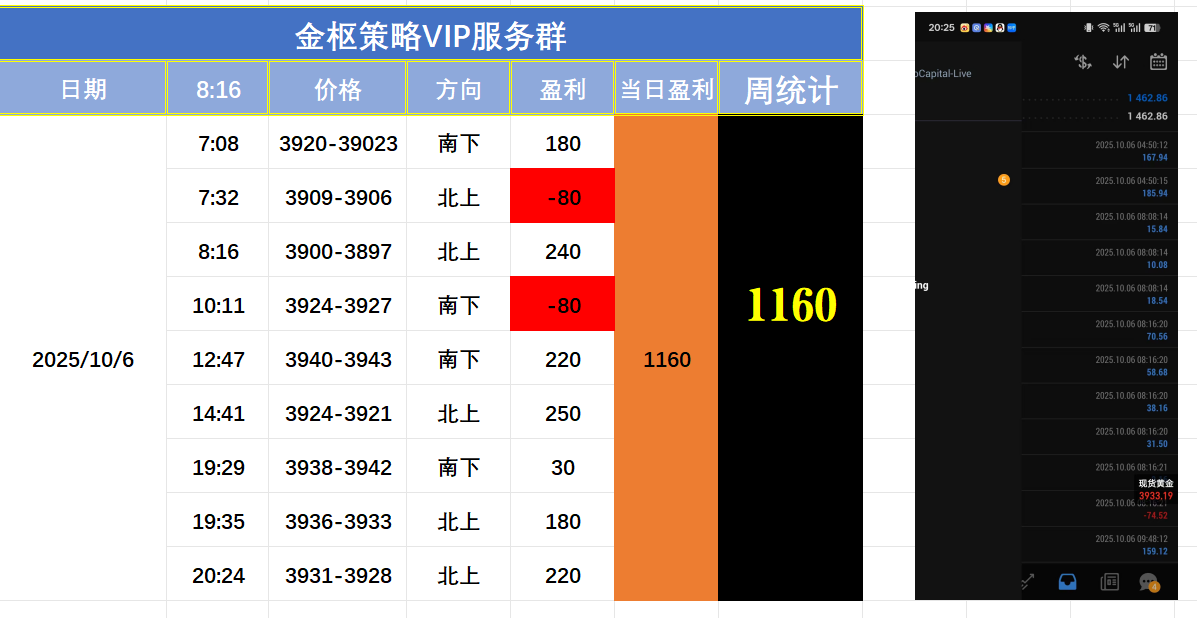 金枢策略VIP服务群
日期 8:16 价格 方向 盈利 当日盈利 周统计
7:08 3920-39023 南下 180
7:32 3909-3906 北上 -80
8:16 3900-3897 北上 240
10:11 3924-3927 南下 -80
2025/10/6 12:47 3940-3943 南下 220 1160 1160
14:41 3924-3921 北上 250
19:29 3938-3942 南下 30
19:35 3936-3933 北上 180
20:24 3931-3928 北上 220
20:25 71
oCapital-Live
1 462.86
1 462.86
2025.10.06 04:50:12
167.94
2025.10.06 04:50:15
185.94
5
2025.10.06 08:08:14
15.84
2025.10.06 08:08:14
10.08
ing
2025.10.06 08:08:14
18.54
2025.10.06 08:16:20
70.56
2025.10.06 08:16:20
58.68
2025.10.06 08:16:20
38.16
2025.10.06 08:16:20
31.50
2025.10.06 08:16:21
现货黄金
3933.19
2025.10.06 08:16:21
-74.52
2025.10.06 09:48:12
159.12
4